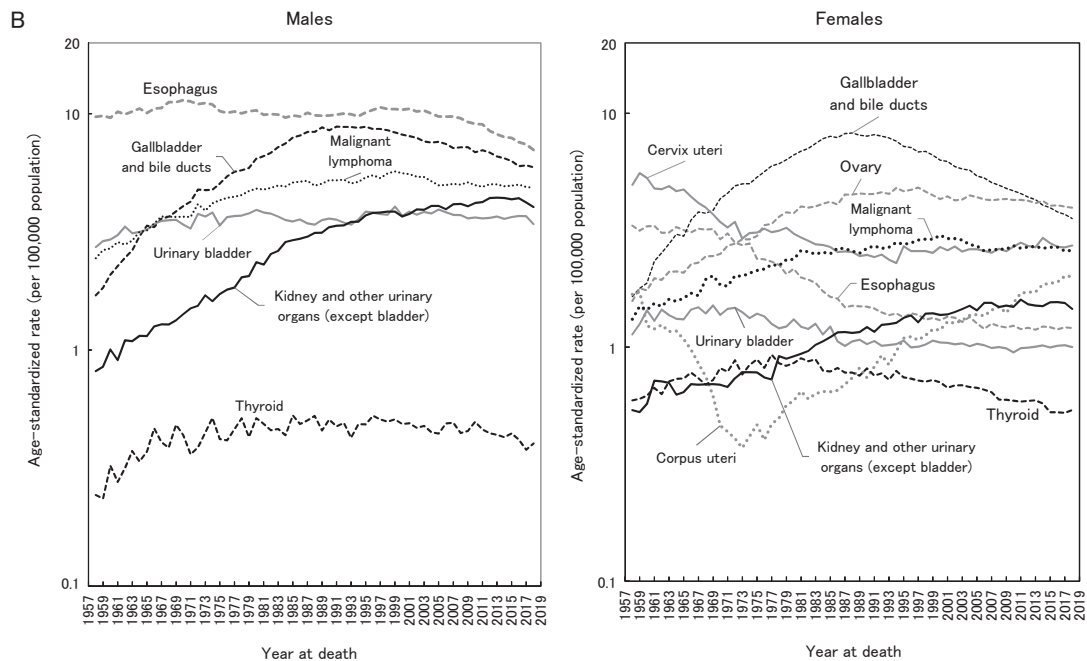 B
Males
Age-standardized rate (per 100,000 population)
20
10
1
0.1
Esophagus
Gallbladder
and bile ducts
Malignant
lymphoma
Urinary bladder
Kidney and other urinary
organs (except bladder)
Thyroid
1957
1959
1961
1963
1965
1967
1969
1971
1973
1975
1977
1979
1981
1983
1985
1987
1989
1991
1993
1995
1997
1999
2001
2003
2005
2007
2009
2011
2013
2015
2017
2019
Year at death
Females
Age-standardized rate (per 100,000 population)
20
10
1
0.1
Gallbladder
and bile ducts
Cervix uteri
Ovary
Malignant
lymphoma
Esophagus
Urinary bladder
Thyroid
Corpus uteri
Kidney and other urinary
organs (except bladder)
1957
1959
1961
1963
1965
1967
1969
1971
1973
1975
1977
1979
1981
1983
1985
1987
1989
1991
1993
1995
1997
1999
2001
2003
2005
2007
2009
2011
2013
2015
2017
2019
Year at death